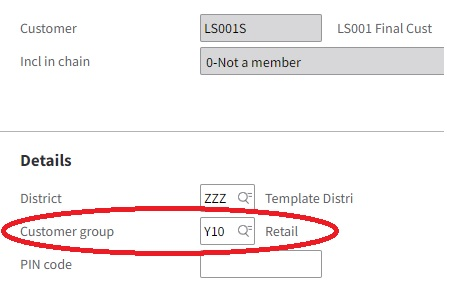 Customer LS001S LS001 Final Cust
Incl in chain 0-Not a member
Details
District ZZZ Template Distri
Customer group Y10 Retail
PIN code